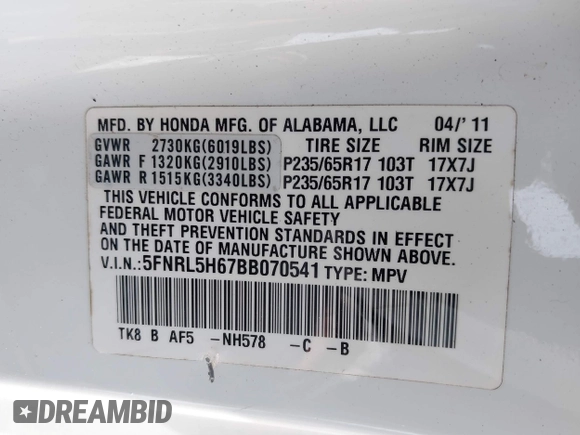 MFD. BY HONDA MFG. OF ALABAMA, LLC 04/'11
GVWR 2730KG(6019LBS) TIRE SIZE RIM SIZE
GAWR F 1320KG(2910LBS) P235/65R17 103T 17X7J
GAWR R 1515KG(3340LBS) P235/65R17 103T 17X7J
THIS VEHICLE CONFORMS TO ALL APPLICABLE
FEDERAL MOTOR VEHICLE SAFETY
AND THEFT PREVENTION STANDARDS IN EFFECT
ON THE DATE OF MANUFACTURE SHOWN ABOVE.
V.I.N.:5FNRL5H67BB070541 TYPE: MPV
TK8 B AF5 -NH578 -C -B
DREAMBID